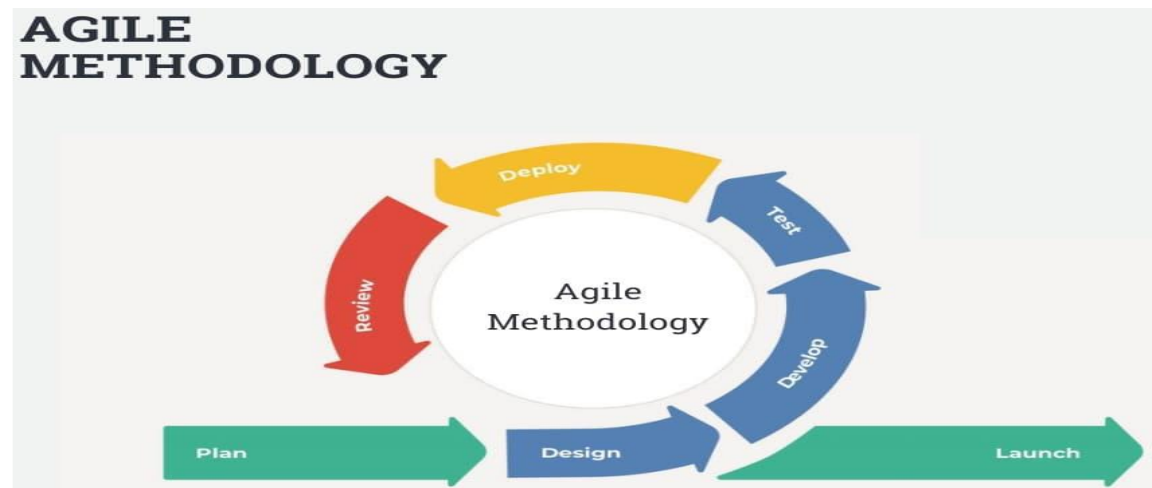 AGILE
METHODOLOGY
Deploy
Test
Review
Agile
Methodology
Develop
Plan
Design
Launch